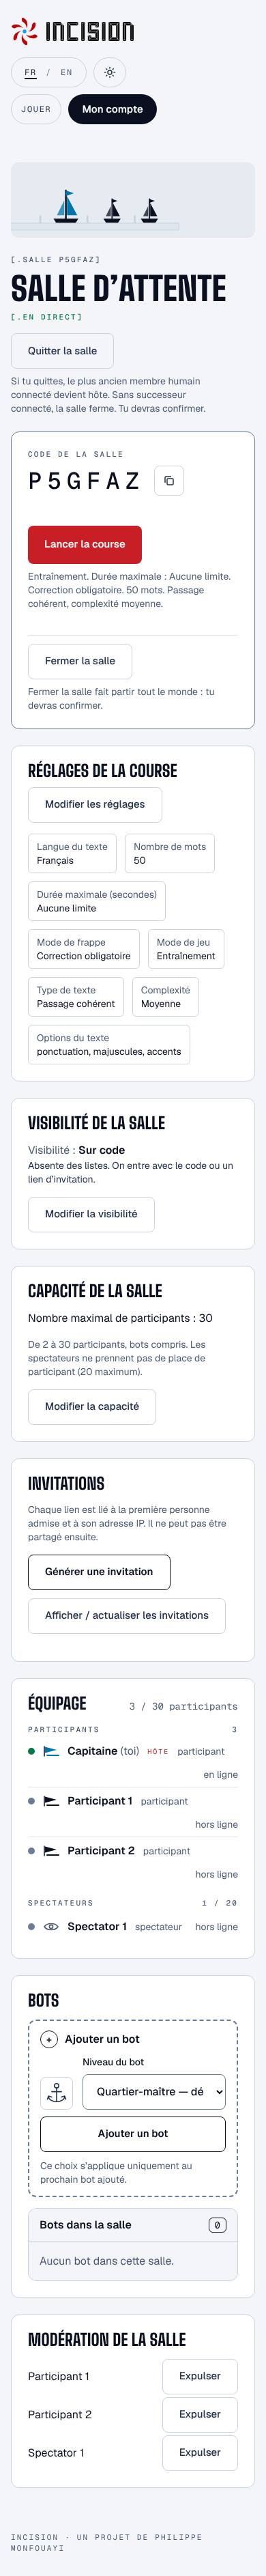 INCISION
FR / EN
JOUER
Mon compte
[.SALLE P5GFAZ]
SALLE D’ATTENTE
[.EN DIRECT]
Quitter la salle
Si tu quittes, le plus ancien membre humain
connecté devient hôte. Sans successeur
connecté, la salle ferme. Tu devras confirmer.
CODE DE LA SALLE
P5GFAZ
Lancer la course
Entraînement. Durée maximale : Aucune limite.
Correction obligatoire. 50 mots. Passage
cohérent, complexité moyenne.
Fermer la salle
Fermer la salle fait partir tout le monde : tu
devras confirmer.
RÉGLAGES DE LA COURSE
Modifier les réglages
Langue du texte
Français
Nombre de mots
50
Durée maximale (secondes)
Aucune limite
Mode de frappe
Correction obligatoire
Mode de jeu
Entraînement
Type de texte
Passage cohérent
Complexité
Moyenne
Options du texte
ponctuation, majuscules, accents
VISIBILITÉ DE LA SALLE
Visibilité : Sur code
Absente des listes. On entre avec le code ou un
lien d’invitation.
Modifier la visibilité
CAPACITÉ DE LA SALLE
Nombre maximal de participants : 30
De 2 à 30 participants, bots compris. Les
spectateurs ne prennent pas de place de
participant (20 maximum).
Modifier la capacité
INVITATIONS
Chaque lien est lié à la première personne
admise et à son adresse IP. Il ne peut pas être
partagé ensuite.
Générer une invitation
Afficher / actualiser les invitations
ÉQUIPAGE
3 / 30 participants
PARTICIPANTS 3
Capitaine (toi) HÔTE participant
en ligne
Participant 1 participant
hors ligne
Participant 2 participant
hors ligne
SPECTATEURS 1 / 20
Spectator 1 spectateur hors ligne
BOTS
+ Ajouter un bot
Niveau du bot
Quartier-maître — dé
Ajouter un bot
Ce choix s’applique uniquement au
prochain bot ajouté.
Bots dans la salle 0
Aucun bot dans cette salle.
MODÉRATION DE LA SALLE
Participant 1 Expulser
Participant 2 Expulser
Spectator 1 Expulser
INCISION · UN PROJET DE PHILIPPE
MONFOUAYI